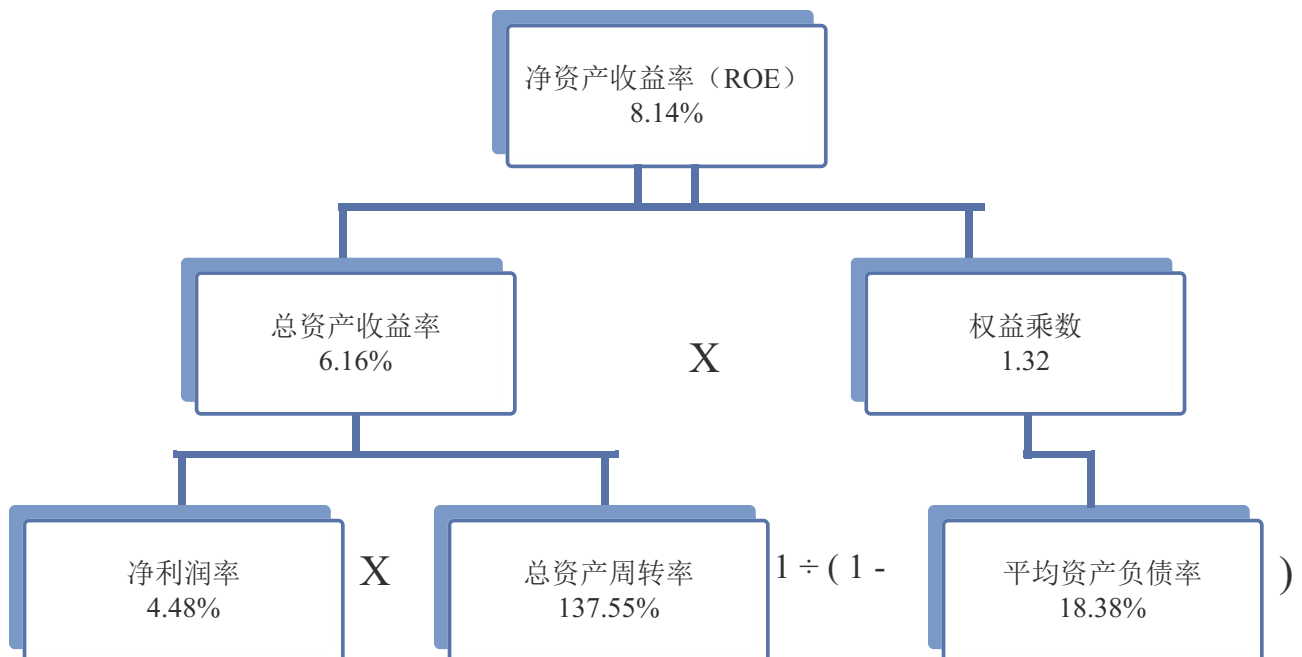 净资产收益率（ROE）
8.14%
总资产收益率
6.16%
X
权益乘数
1.32
净利润率
4.48%
X
总资产周转率
137.55%
1 ÷ ( 1 -
平均资产负债率
18.38%
)